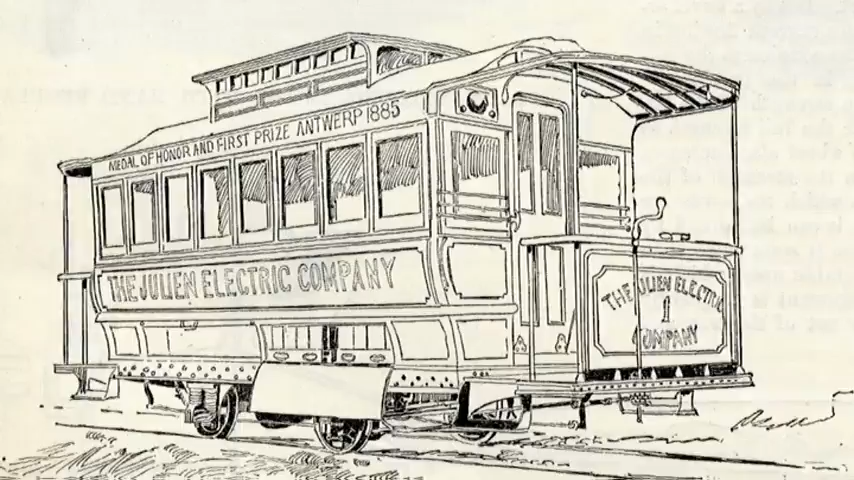 MEDAL OF HONOR AND FIRST PRIZE ANTWERP 1885
THE JULIEN ELECTRIC COMPANY
THE JULIEN ELECTRIC
1
COMPANY